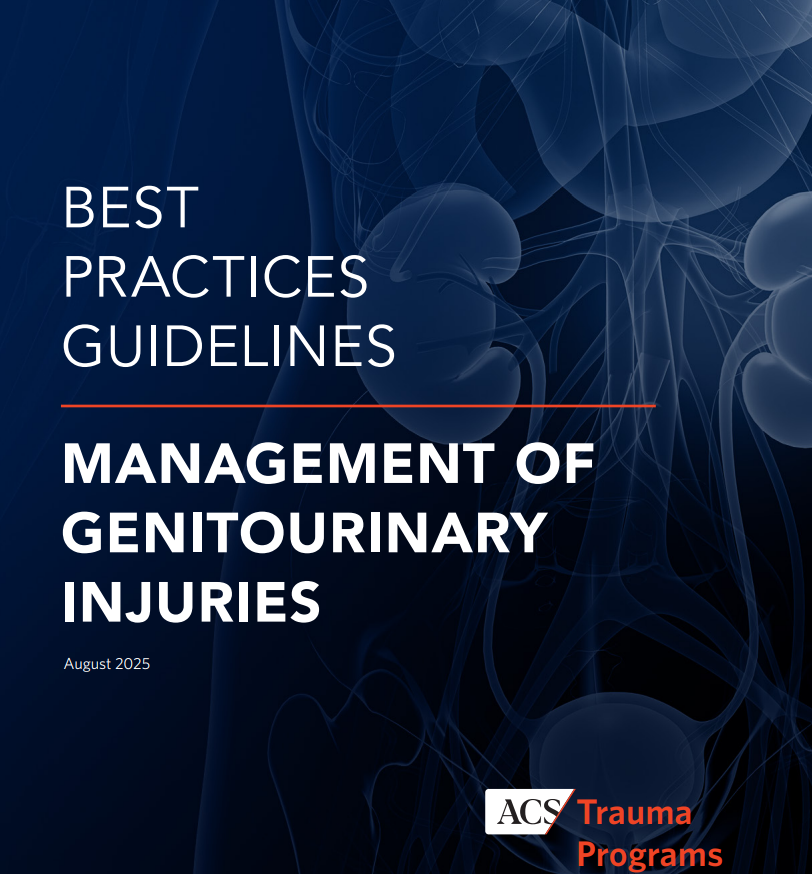 BEST
PRACTICES
GUIDELINES
MANAGEMENT OF
GENITOURINARY
INJURIES
August 2025
ACS Trauma
Programs